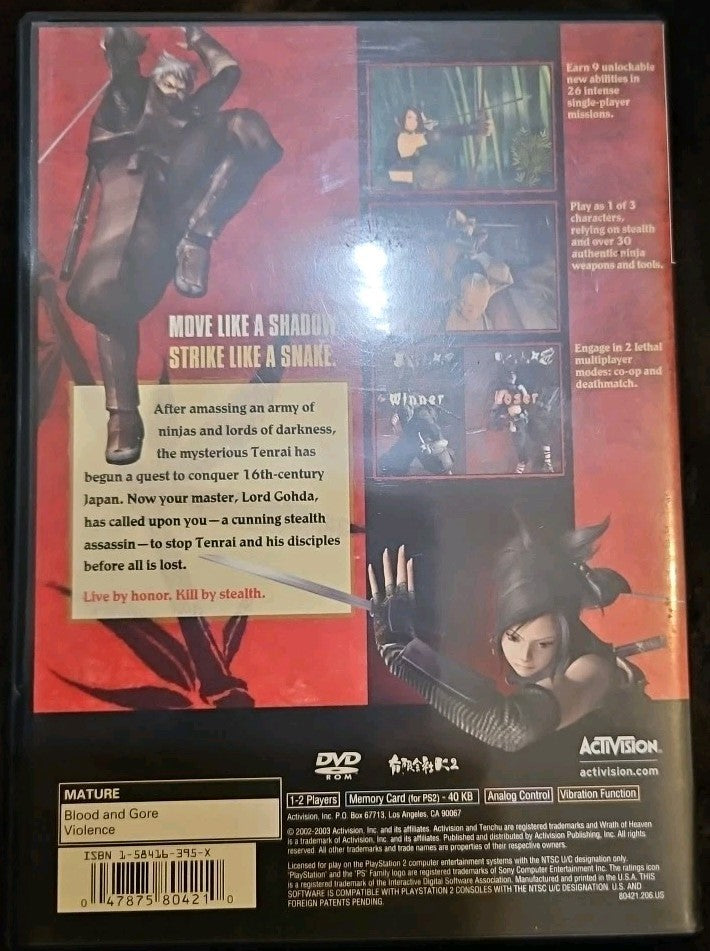 Earn 9 unlockable
new abilities in
26 intense
single-player
missions.
Play as 1 of 3
characters,
relying on stealth
and over 30
authentic ninja
weapons and tools.
MOVE LIKE A SHADOW
STRIKE LIKE A SNAKE.
Engage in 2 lethal
multiplayer
modes: co-op and
deathmatch.
Winner
Loser
After amassing an army of
ninjas and lords of darkness,
the mysterious Tenrai has
begun a quest to conquer 16th-century
Japan. Now your master, Lord Gohda,
has called upon you—a cunning stealth
assassin—to stop Tenrai and his disciples
before all is lost.
Live by honor. Kill by stealth.
DVD
ROM
有限会社K2
ACTIVISION
activision.com
MATURE
Blood and Gore
Violence
1-2 Players
Memory Card (for PS2) - 40 KB
Analog Control
Vibration Function
Activision, Inc. P.O. Box 67713, Los Angeles, CA 90067
© 2002-2003 Activision, Inc. and its affiliates. Activision and Tenchu are registered trademarks and Wrath of Heaven
is a trademark of Activision, Inc. and its affiliates. Published and distributed by Activision Publishing, Inc. All rights
reserved. All other trademarks and trade names are properties of their respective owners.
Licensed for play on the PlayStation 2 computer entertainment systems with the NTSC U/C designation only.
"PlayStation" and the "PS" Family logo are registered trademarks of Sony Computer Entertainment Inc. The ratings icon
is a registered trademark of the Interactive Digital Software Association. Manufactured and printed in the U.S.A. THIS
SOFTWARE IS COMPATIBLE WITH PLAYSTATION 2 CONSOLES WITH THE NTSC U/C DESIGNATION. U.S. AND
FOREIGN PATENTS PENDING.
80421.206.US
ISBN 1-58416-395-X
0 47875 80421 0